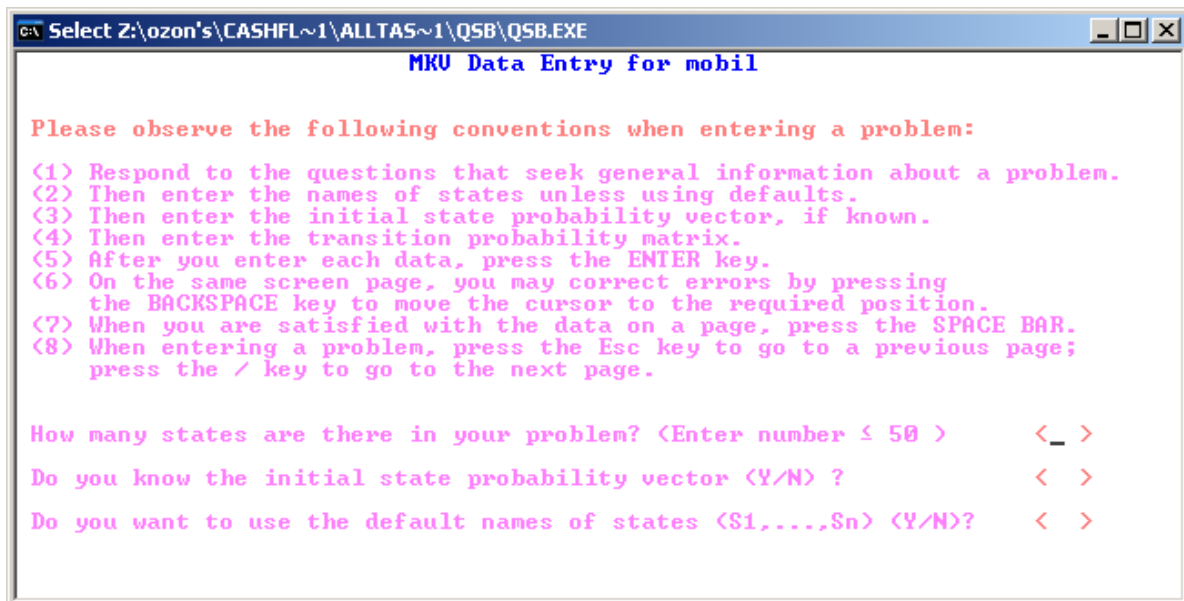 Select Z:\ozon's\CASHFL~1\ALLTAS~1\QSB\QSB.EXE
MKV Data Entry for mobil
Please observe the following conventions when entering a problem:
(1) Respond to the questions that seek general information about a problem.
(2) Then enter the names of states unless using defaults.
(3) Then enter the initial state probability vector, if known.
(4) Then enter the transition probability matrix.
(5) After you enter each data, press the ENTER key.
(6) On the same screen page, you may correct errors by pressing
the BACKSPACE key to move the cursor to the required position.
(7) When you are satisfied with the data on a page, press the SPACE BAR.
(8) When entering a problem, press the Esc key to go to a previous page;
press the / key to go to the next page.
How many states are there in your problem? (Enter number ≤ 50 ) <_ >
Do you know the initial state probability vector (Y/N) ? < >
Do you want to use the default names of states (S1,...,Sn) (Y/N)? < >